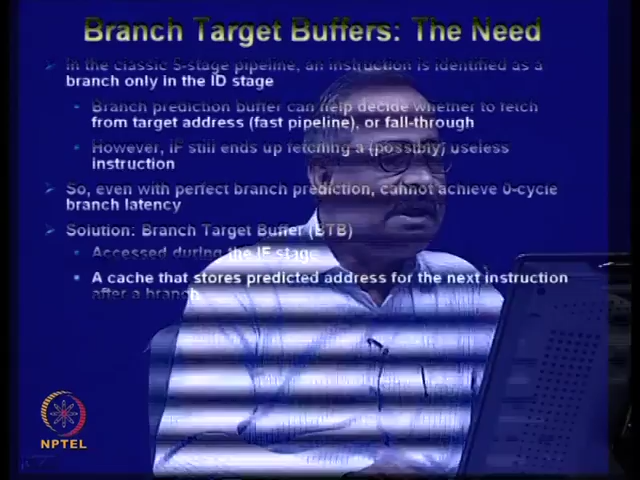 Branch Target Buffers: The Need
In the classic 5-stage pipeline, an instruction is identified as a
branch only in the ID stage
Branch prediction buffer can help decide whether to fetch
from target address (fast pipeline), or fall-through
However, IF still ends up fetching a (possibly) useless
instruction
So, even with perfect branch prediction, cannot achieve 0-cycle
branch latency
Solution: Branch Target Buffer (BTB)
Accessed during the IF stage
A cache that stores predicted address for the next instruction
after a branch
NPTEL